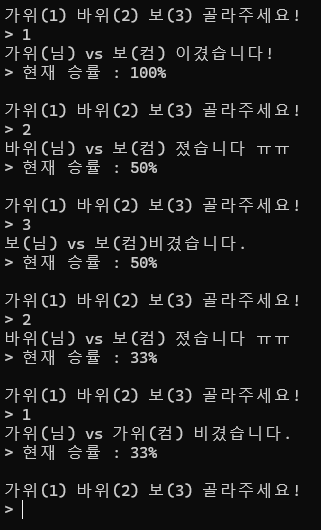 가위(1) 바위(2) 보(3) 골라주세요!
> 1
가위(님) vs 보(컴) 이겼습니다!
> 현재 승률 : 100%
가위(1) 바위(2) 보(3) 골라주세요!
> 2
바위(님) vs 보(컴) 졌습니다 ㅠㅠ
> 현재 승률 : 50%
가위(1) 바위(2) 보(3) 골라주세요!
> 3
보(님) vs 보(컴)비겼습니다.
> 현재 승률 : 50%
가위(1) 바위(2) 보(3) 골라주세요!
> 2
바위(님) vs 보(컴) 졌습니다 ㅠㅠ
> 현재 승률 : 33%
가위(1) 바위(2) 보(3) 골라주세요!
> 1
가위(님) vs 가위(컴) 비겼습니다.
> 현재 승률 : 33%
가위(1) 바위(2) 보(3) 골라주세요!
>